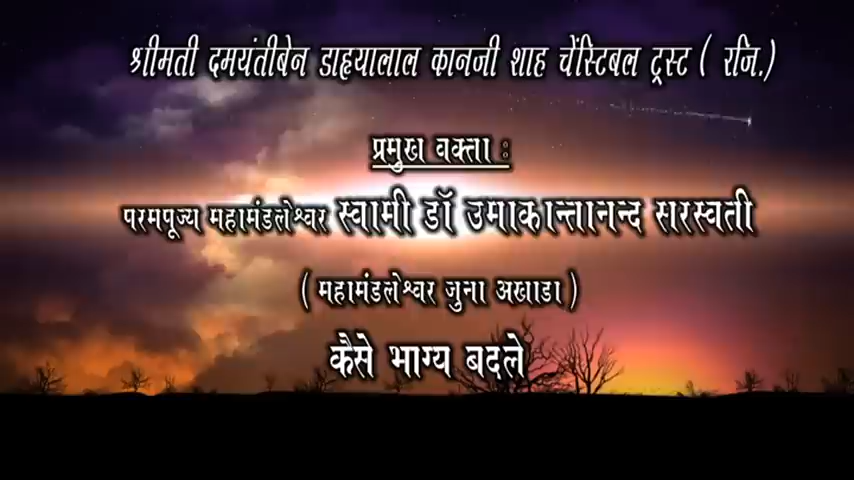 श्रीमती दमयंतीबेन डाह्यालाल कानजी शाह चेंस्टिबल ट्रस्ट ( रजि.)
प्रमुख वक्ता :
परमपूज्य महामंडलेश्वर स्वामी डॉ उमाकान्तानन्द सरस्वती
( महामंडलेश्वर जुना अखाडा )
कैसे भाग्य बदले